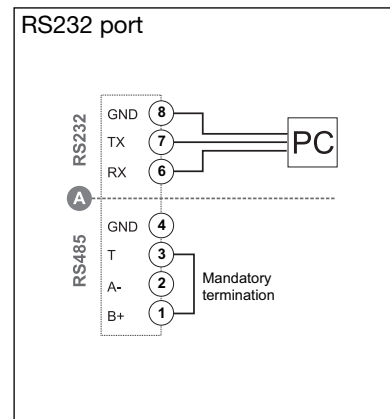 RS232 port
RS232
GND 8
TX 7
RX 6
PC
A
RS485
GND 4
T 3
A- 2
B+ 1
Mandatory
termination